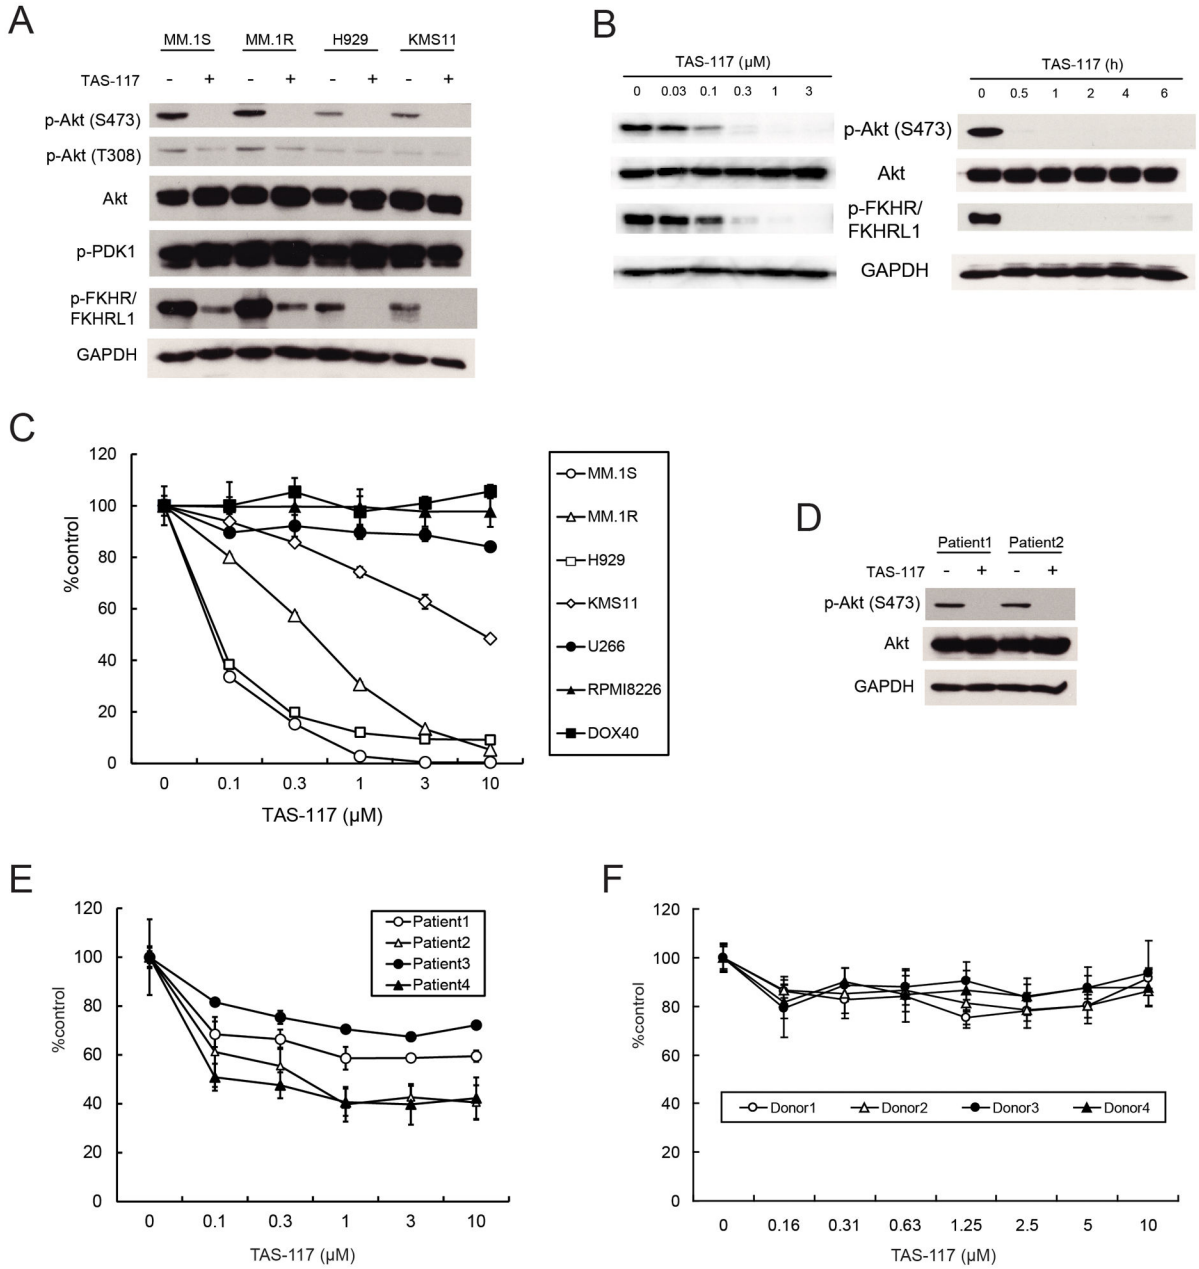 A
MM.1S MM.1R H929 KMS11
TAS-117 - + - + - + - +
p-Akt (S473)
p-Akt (T308)
Akt
p-PDK1
p-FKHR/
FKHRL1
GAPDH
B
TAS-117 (µM)
0 0.03 0.1 0.3 1 3
TAS-117 (h)
0 0.5 1 2 4 6
p-Akt (S473)
Akt
p-FKHR/
FKHRL1
GAPDH
C
%control
120
100
80
60
40
20
0
0 0.1 0.3 1 3 10
TAS-117 (µM)
MM.1S
MM.1R
H929
KMS11
U266
RPMI8226
DOX40
D
Patient1 Patient2
TAS-117 - + - +
p-Akt (S473)
Akt
GAPDH
E
%control
120
100
80
60
40
20
0
0 0.1 0.3 1 3 10
TAS-117 (µM)
Patient1
Patient2
Patient3
Patient4
F
%control
120
100
80
60
40
20
0
Donor1 Donor2 Donor3 Donor4
0 0.16 0.31 0.63 1.25 2.5 5 10
TAS-117 (µM)